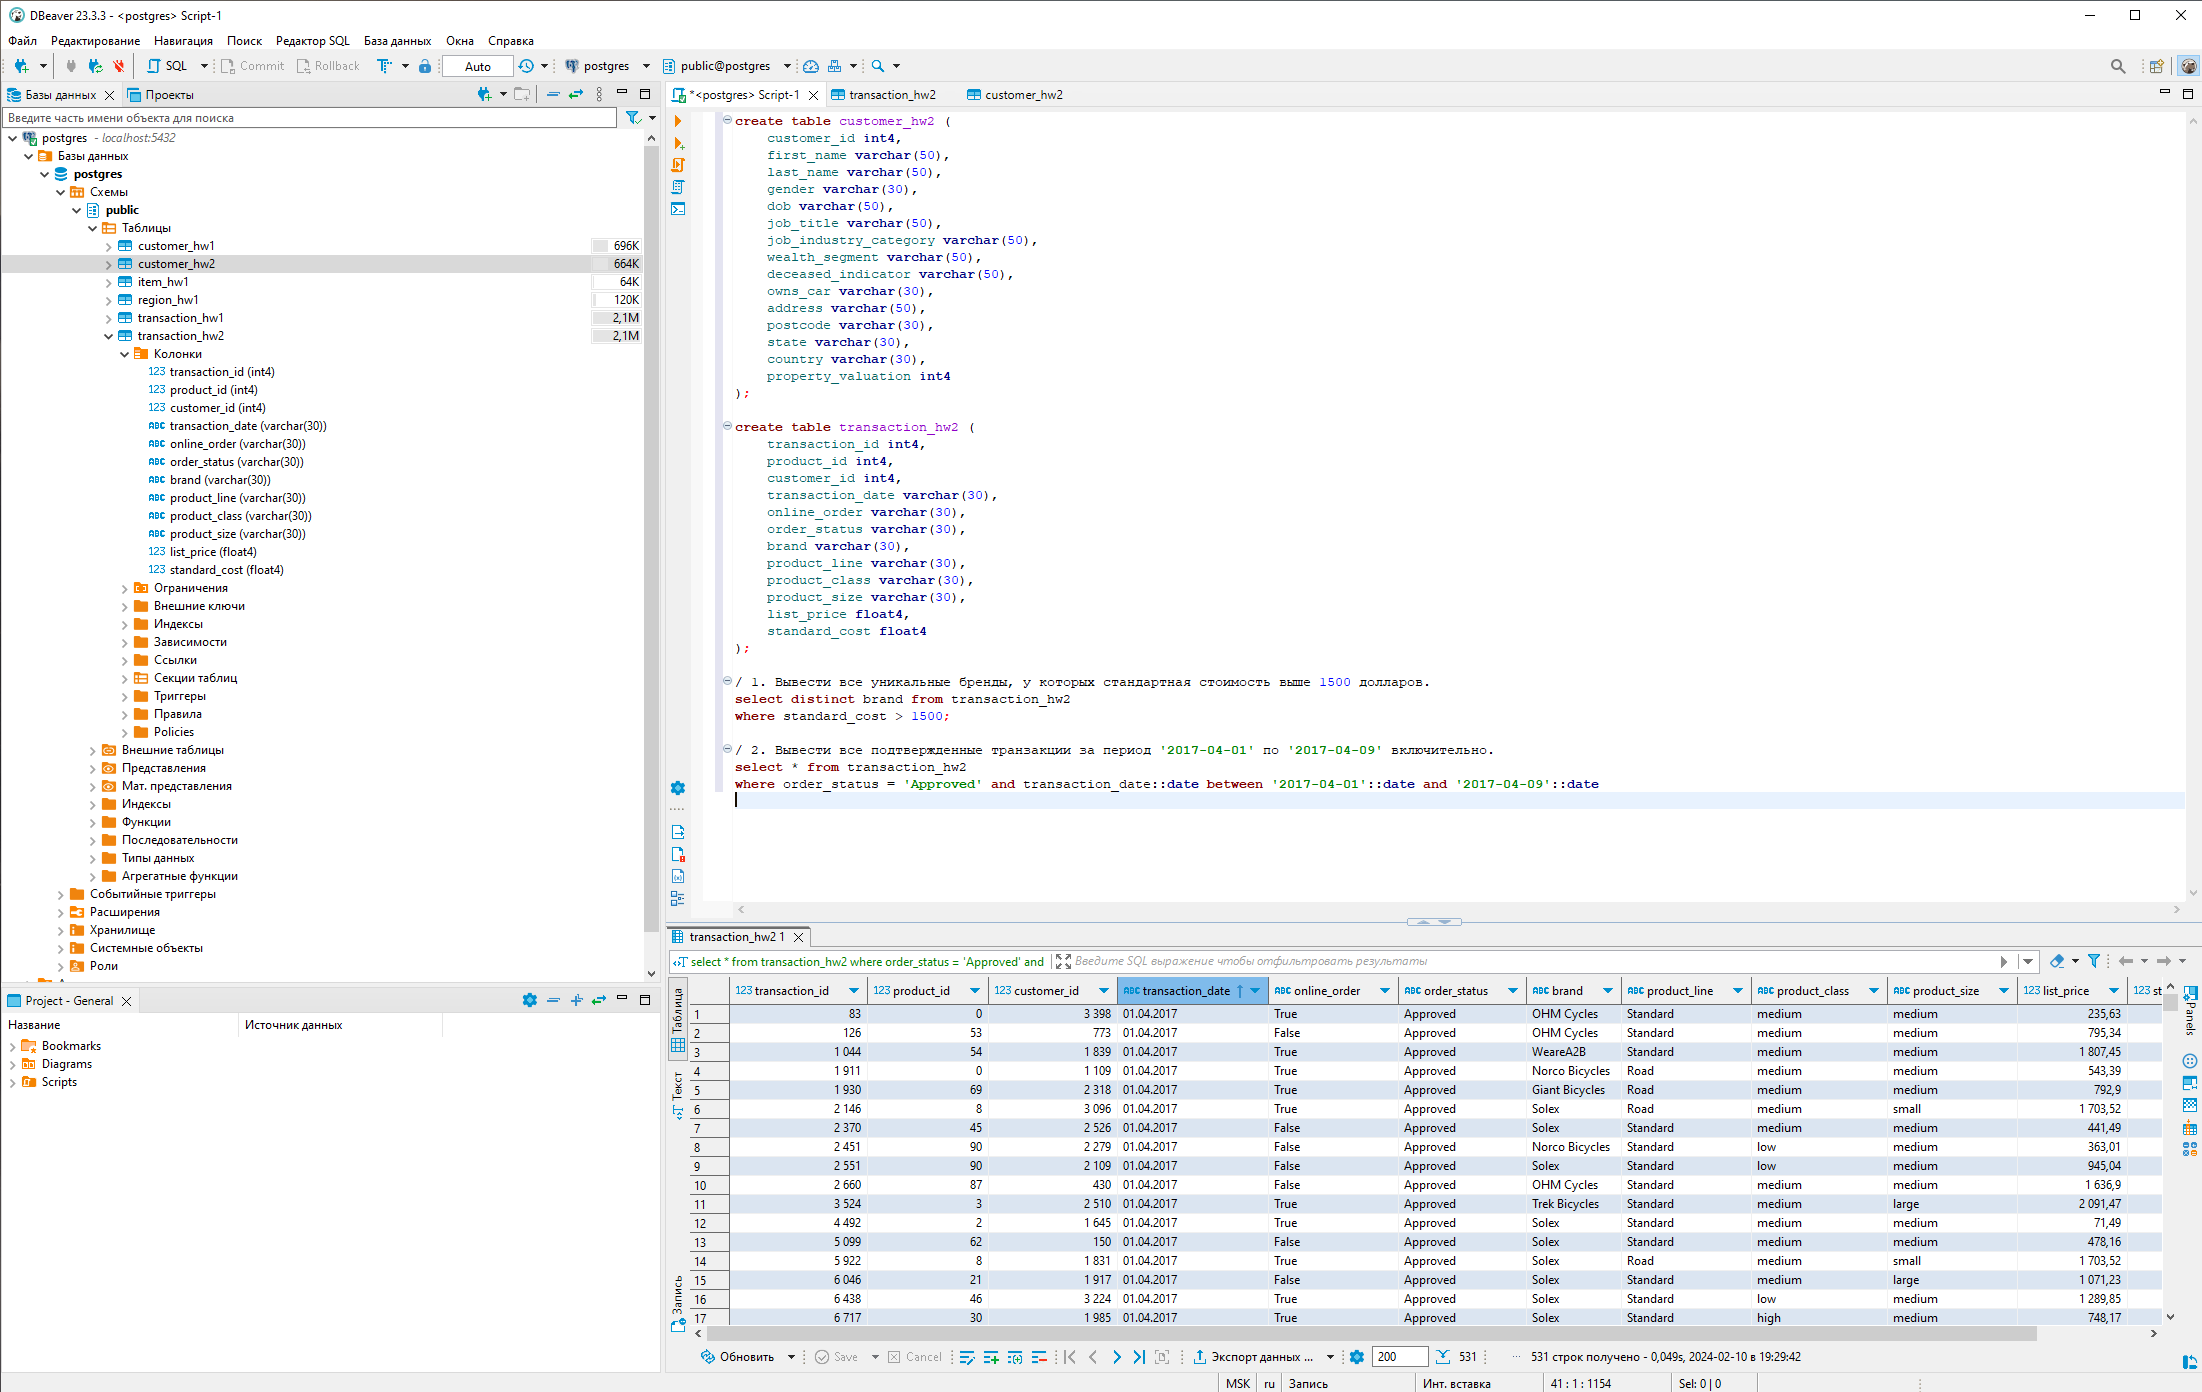 DBeaver 23.3.3 - <postgres> Script-1
Файл Редактирование Навигация Поиск Редактор SQL База данных Окна Справка
SQL Commit Rollback Auto postgres public@postgres
Базы данных Проекты
Введите часть имени объекта для поиска
postgres - localhost:5432
Базы данных
postgres
Схемы
public
Таблицы
customer_hw1 696K
customer_hw2 664K
item_hw1 64K
region_hw1 120K
transaction_hw1 2,1M
transaction_hw2 2,1M
Колонки
123 transaction_id (int4)
123 product_id (int4)
123 customer_id (int4)
ABC transaction_date (varchar(30))
ABC online_order (varchar(30))
ABC order_status (varchar(30))
ABC brand (varchar(30))
ABC product_line (varchar(30))
ABC product_class (varchar(30))
ABC product_size (varchar(30))
123 list_price (float4)
123 standard_cost (float4)
Ограничения
Внешние ключи
Индексы
Зависимости
Ссылки
Секции таблиц
Триггеры
Правила
Policies
Внешние таблицы
Представления
Мат. представления
Индексы
Функции
Последовательности
Типы данных
Агрегатные функции
Событийные триггеры
Расширения
Хранилище
Системные объекты
Роли
Project - General
Название Источник данных
Bookmarks
Diagrams
Scripts
*<postgres> Script-1 transaction_hw2 customer_hw2
create table customer_hw2 (
customer_id int4,
first_name varchar(50),
last_name varchar(50),
gender varchar(30),
dob varchar(50),
job_title varchar(50),
job_industry_category varchar(50),
wealth_segment varchar(50),
deceased_indicator varchar(50),
owns_car varchar(30),
address varchar(50),
postcode varchar(30),
state varchar(30),
country varchar(30),
property_valuation int4
);
create table transaction_hw2 (
transaction_id int4,
product_id int4,
customer_id int4,
transaction_date varchar(30),
online_order varchar(30),
order_status varchar(30),
brand varchar(30),
product_line varchar(30),
product_class varchar(30),
product_size varchar(30),
list_price float4,
standard_cost float4
);
/ 1. Вывести все уникальные бренды, у которых стандартная стоимость выше 1500 долларов.
select distinct brand from transaction_hw2
where standard_cost > 1500;
/ 2. Вывести все подтвержденные транзакции за период '2017-04-01' по '2017-04-09' включительно.
select * from transaction_hw2
where order_status = 'Approved' and transaction_date::date between '2017-04-01'::date and '2017-04-09'::date
transaction_hw2 1
select * from transaction_hw2 where order_status = 'Approved' and Введите SQL выражение чтобы отфильтровать результаты
Таблица
Текст
Запись
Panels
123 transaction_id 123 product_id 123 customer_id ABC transaction_date ABC online_order ABC order_status ABC brand ABC product_line ABC product_class ABC product_size 123 list_price 123 st
1 83 0 3 398 01.04.2017 True Approved OHM Cycles Standard medium medium 235,63
2 126 53 773 01.04.2017 False Approved OHM Cycles Standard medium medium 795,34
3 1 044 54 1 839 01.04.2017 True Approved WeareA2B Standard medium medium 1 807,45
4 1 911 0 1 109 01.04.2017 True Approved Norco Bicycles Road medium medium 543,39
5 1 930 69 2 318 01.04.2017 True Approved Giant Bicycles Road medium medium 792,9
6 2 146 8 3 096 01.04.2017 True Approved Solex Road medium small 1 703,52
7 2 370 45 2 526 01.04.2017 False Approved Solex Standard medium medium 441,49
8 2 451 90 2 279 01.04.2017 False Approved Norco Bicycles Standard low medium 363,01
9 2 551 90 2 109 01.04.2017 False Approved Solex Standard low medium 945,04
10 2 660 87 430 01.04.2017 False Approved OHM Cycles Standard medium medium 1 636,9
11 3 524 3 2 510 01.04.2017 True Approved Trek Bicycles Standard medium large 2 091,47
12 4 492 2 1 645 01.04.2017 True Approved Solex Standard medium medium 71,49
13 5 099 62 150 01.04.2017 False Approved Solex Standard medium medium 478,16
14 5 922 8 1 831 01.04.2017 True Approved Solex Road medium small 1 703,52
15 6 046 21 1 917 01.04.2017 False Approved Solex Standard medium large 1 071,23
16 6 438 46 3 224 01.04.2017 True Approved Solex Standard low medium 1 289,85
17 6 717 30 1 985 01.04.2017 True Approved Solex Standard high medium 748,17
Обновить Save Cancel Экспорт данных ... 200 531 531 строк получено - 0,049s, 2024-02-10 в 19:29:42
MSK ru Запись Инт. вставка 41 : 1 : 1154 Sel: 0 | 0